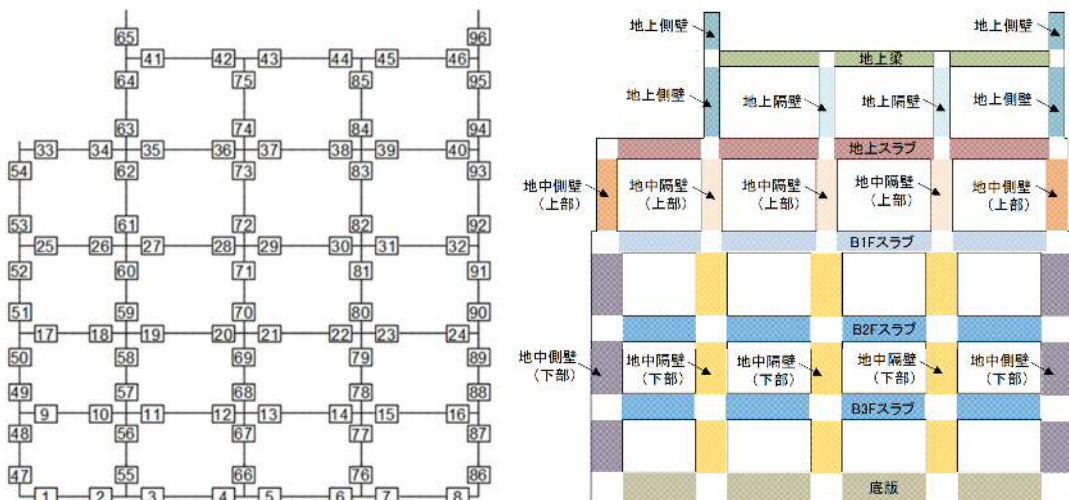 65 96
41 42 43 44 45 46
64 75 85 95
63 74 84 94
33 34 35 36 37 38 39 40
54 62 73 83 93
53 61 72 82 92
25 26 27 28 29 30 31 32
52 60 71 81 91
51 59 70 80 90
17 18 19 20 21 22 23 24
50 58 69 79 89
49 57 68 78 88
9 10 11 12 13 14 15 16
48 56 67 77 87
47 55 66 76 86
1 2 3 4 5 6 7 8
地上側壁 地上側壁
地上梁
地上側壁 地上隔壁 地上隔壁 地上側壁
地上スラブ
地中側壁 地中隔壁 地中隔壁 地中隔壁 地中側壁
(上部) (上部) (上部) (上部) (上部)
B1Fスラブ
B2Fスラブ
地中側壁 地中隔壁 地中隔壁 地中隔壁 地中側壁
(下部) (下部) (下部) (下部) (下部)
B3Fスラブ
底版